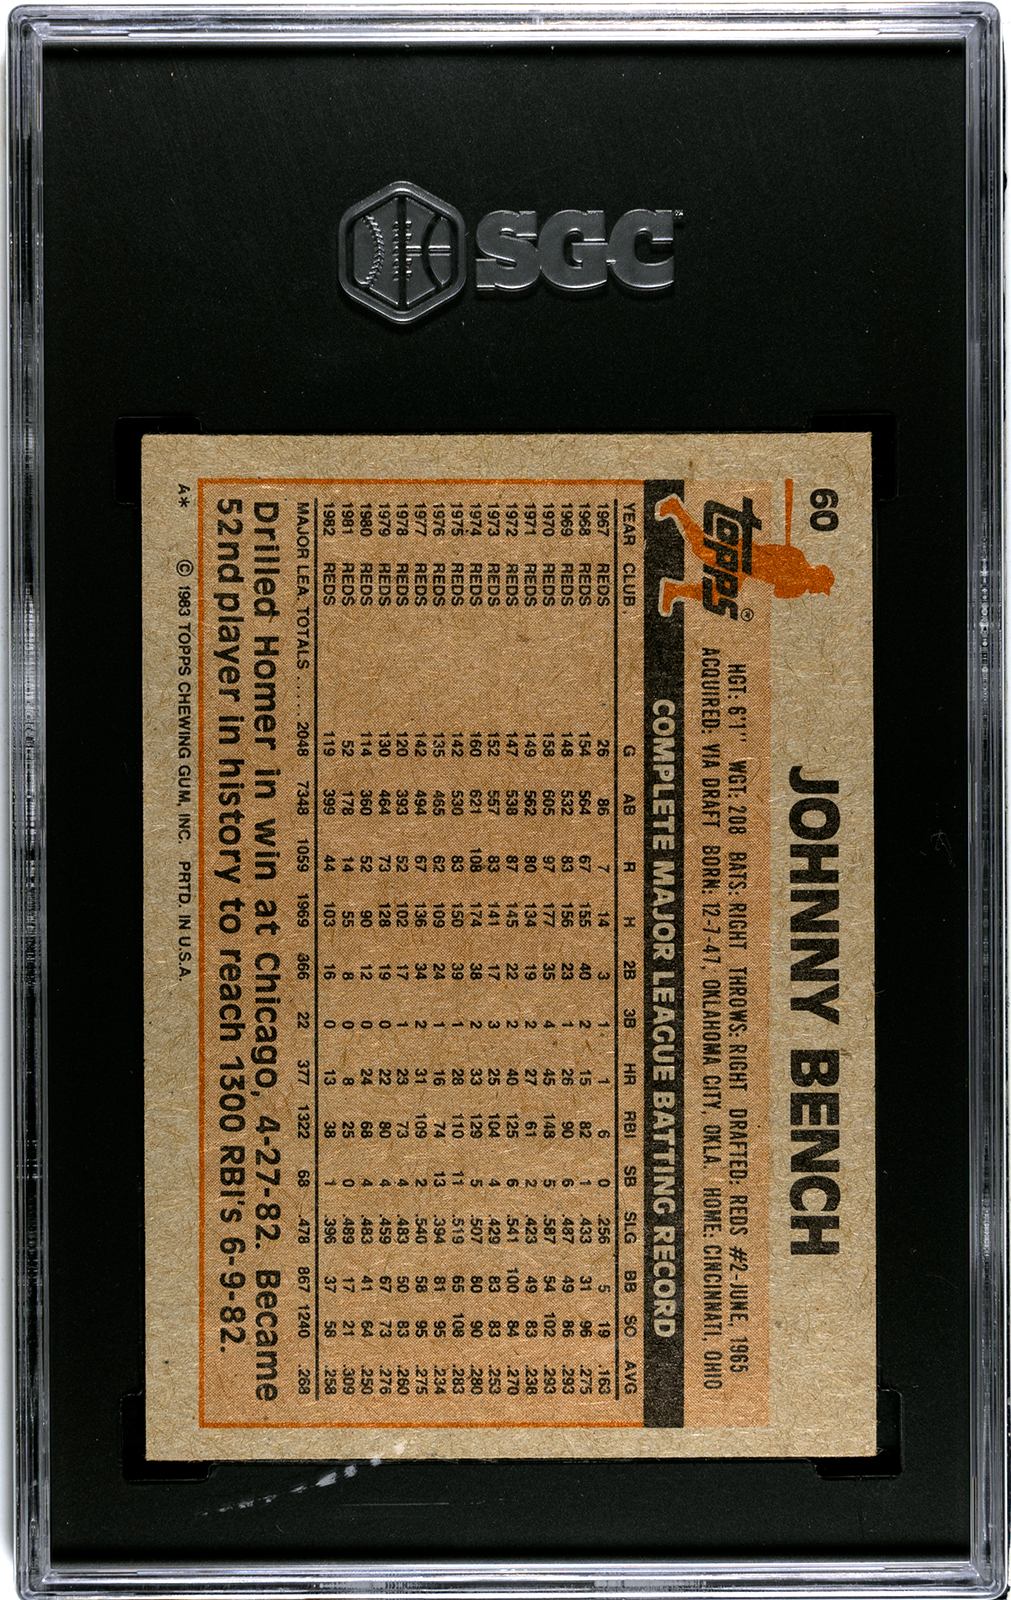 SGC
60
JOHNNY BENCH
TOPPS®
HGT: 6'1" WGT: 208 BATS: RIGHT THROWS: RIGHT DRAFTED: REDS #2-JUNE, 1965
ACQUIRED: VIA DRAFT BORN: 12-7-47, OKLAHOMA CITY, OKLA. HOME: CINCINNATI, OHIO
COMPLETE MAJOR LEAGUE BATTING RECORD
YEAR CLUB G AB R H 2B 3B HR RBI SB SLG BB SO AVG
1967 REDS 26 86 7 14 3 1 1 6 0 .256 5 19 .163
1968 REDS 154 564 67 155 40 2 15 82 1 .433 31 96 .275
1969 REDS 148 532 83 156 23 1 26 90 6 .487 49 86 .293
1970 REDS 158 605 97 177 35 4 45 148 5 .587 54 102 .293
1971 REDS 149 562 80 134 19 2 27 61 2 .423 49 83 .238
1972 REDS 147 538 87 145 22 2 40 125 6 .541 100 84 .270
1973 REDS 152 557 83 141 17 3 25 104 4 .429 83 83 .253
1974 REDS 160 621 108 174 38 2 33 129 5 .507 80 90 .280
1975 REDS 142 530 83 150 39 1 28 110 11 .519 65 108 .283
1976 REDS 135 465 62 109 24 1 16 74 13 .394 81 95 .234
1977 REDS 142 494 67 136 34 2 31 109 2 .540 58 95 .275
1978 REDS 120 393 52 102 17 1 23 73 4 .483 50 83 .260
1979 REDS 130 464 73 128 19 0 22 80 4 .459 67 73 .276
1980 REDS 114 360 52 90 12 0 24 68 4 .483 41 64 .250
1981 REDS 52 178 14 55 8 0 8 25 0 .489 17 21 .309
1982 REDS 119 399 44 103 16 0 13 38 1 .396 37 58 .258
MAJOR LEA. TOTALS .... 2048 7348 1059 1969 366 22 377 1322 68 .478 867 1240 .268
Drilled Homer in win at Chicago, 4-27-82. Became
52nd player in history to reach 1300 RBI's 6-9-82.
A* © 1983 TOPPS CHEWING GUM, INC. PRTD. IN U.S.A.